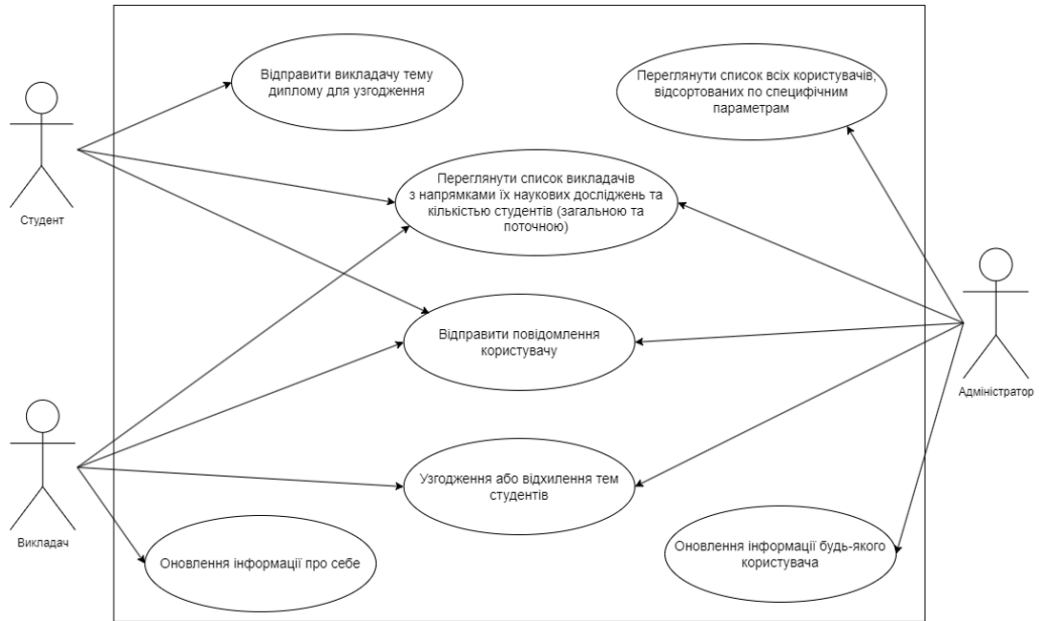 Відправити викладачу тему
диплому для узгодження
Переглянути список всіх користувачів,
відсортованих по специфічним
параметрам
Студент
Переглянути список викладачів
з напрямками їх наукових досліджень та
кількістью студентів (загальною та
поточною)
Відправити повідомлення
користувачу
Адміністратор
Узгодження або відхилення тем
студентів
Викладач
Оновлення інформації про себе
Оновлення інформації будь-якого
користувача